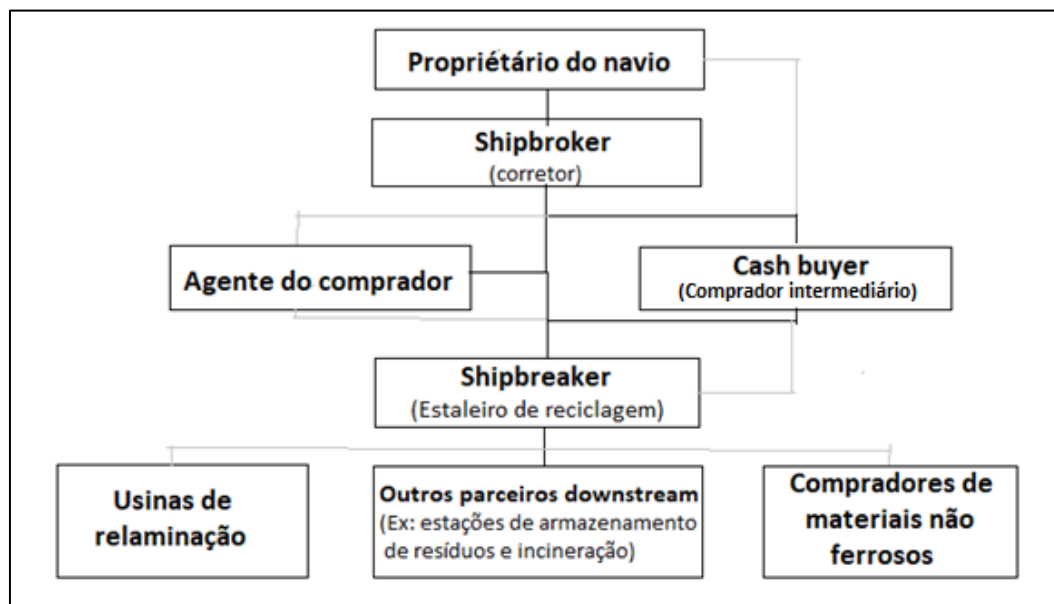 Propriétário do navio
Shipbroker
(corretor)
Agente do comprador
Cash buyer
(Comprador intermediário)
Shipbreaker
(Estaleiro de reciclagem)
Usinas de
relaminação
Outros parceiros downstream
(Ex: estações de armazenamento
de resíduos e incineração)
Compradores de
materiais não
ferrosos